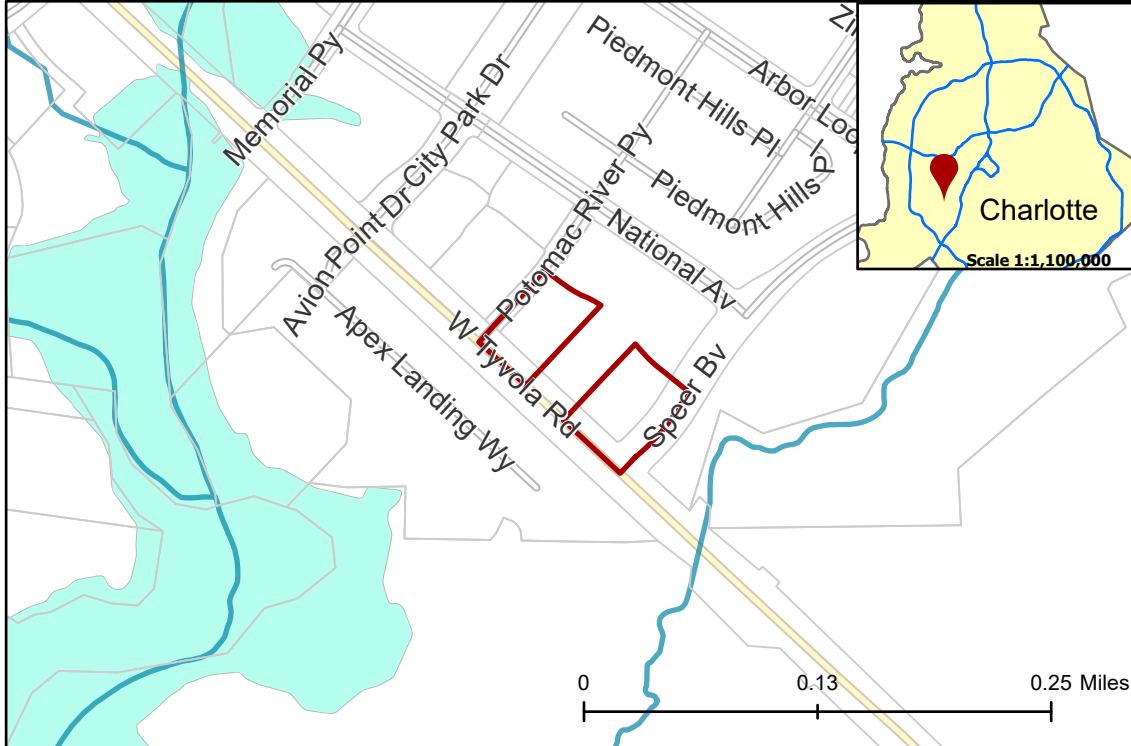 Zi
Memorial Py
City Park Dr
Piedmont Hills Pl
Arbor Loo
Potomac River Py
Piedmont Hills Pl
Avion Point Dr
National Av
W Tyvola Rd
Apex Landing Wy
Speer Bv
Charlotte
Scale 1:1,100,000
0 0.13 0.25 Miles